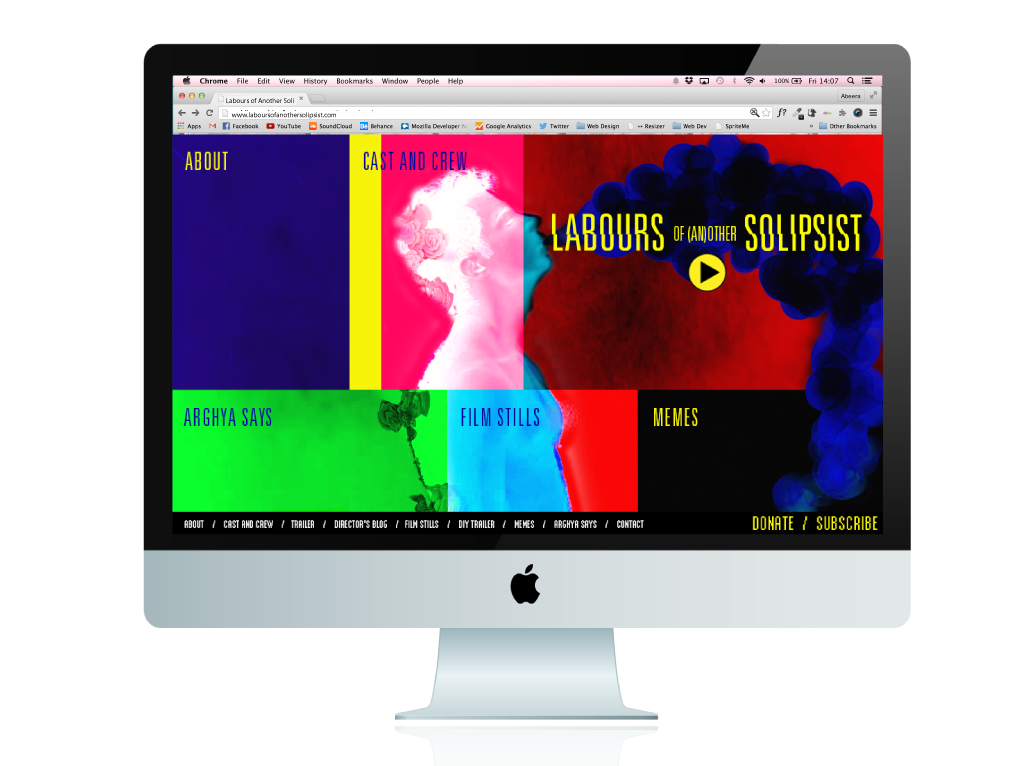 Chrome File Edit View History Bookmarks Window People Help 100% Fri 14:07
Labours of Another Soli × Abeera
www.laboursofanothersolipsist.com f?
Apps Facebook YouTube SoundCloud Behance Mozilla Developer Google Analytics Twitter Web Design ↔ Resizer Web Dev SpriteMe » Other Bookmarks
ABOUT
CAST AND CREW
LABOURS OF (AN)OTHER SOLIPSIST
ARGHYA SAYS
FILM STILLS
MEMES
ABOUT / CAST AND CREW / TRAILER / DIRECTOR'S BLOG / FILM STILLS / DIY TRAILER / MEMES / ARGHYA SAYS / CONTACT
DONATE / SUBSCRIBE